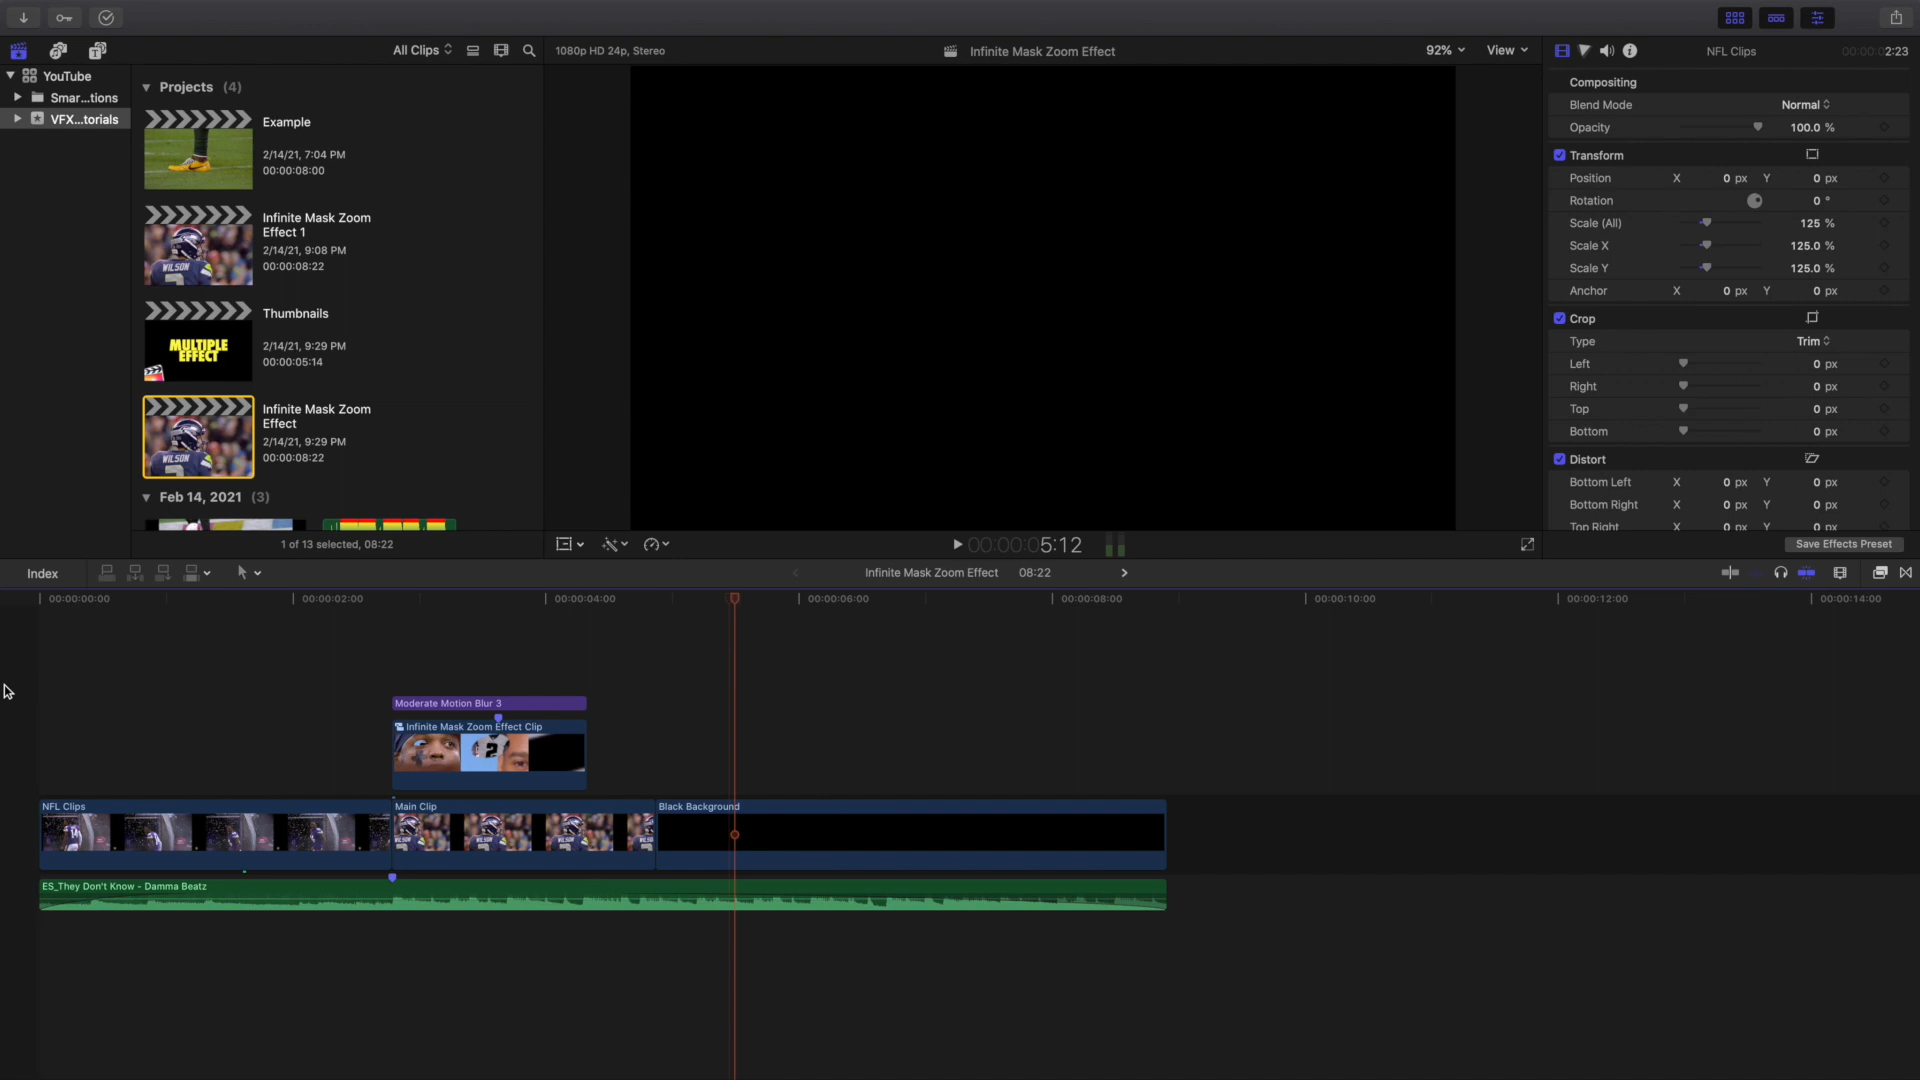 All Clips
1080p HD 24p, Stereo
Infinite Mask Zoom Effect
92%
View
NFL Clips
00:00:02:23
YouTube
Smar...tions
VFX...torials
Projects (4)
Example
2/14/21, 7:04 PM
00:00:08:00
Infinite Mask Zoom
Effect 1
2/14/21, 9:08 PM
00:00:08:22
WILSON
Thumbnails
2/14/21, 9:29 PM
00:00:05:14
MULTIPLE
EFFECT
Infinite Mask Zoom
Effect
2/14/21, 9:29 PM
00:00:08:22
WILSON
Feb 14, 2021 (3)
1 of 13 selected, 08:22
00:00:05:12
Compositing
Blend Mode Normal
Opacity 100.0 %
Transform
Position X 0 px Y 0 px
Rotation 0 °
Scale (All) 125 %
Scale X 125.0 %
Scale Y 125.0 %
Anchor X 0 px Y 0 px
Crop
Type Trim
Left 0 px
Right 0 px
Top 0 px
Bottom 0 px
Distort
Bottom Left X 0 px Y 0 px
Bottom Right X 0 px Y 0 px
Top Right X 0 px Y 0 px
Save Effects Preset
Index
Infinite Mask Zoom Effect 08:22
00:00:00:00
00:00:02:00
00:00:04:00
00:00:06:00
00:00:08:00
00:00:10:00
00:00:12:00
00:00:14:00
Moderate Motion Blur 3
Infinite Mask Zoom Effect Clip
2
NFL Clips
Main Clip
Black Background
ES_They Don't Know - Damma Beatz